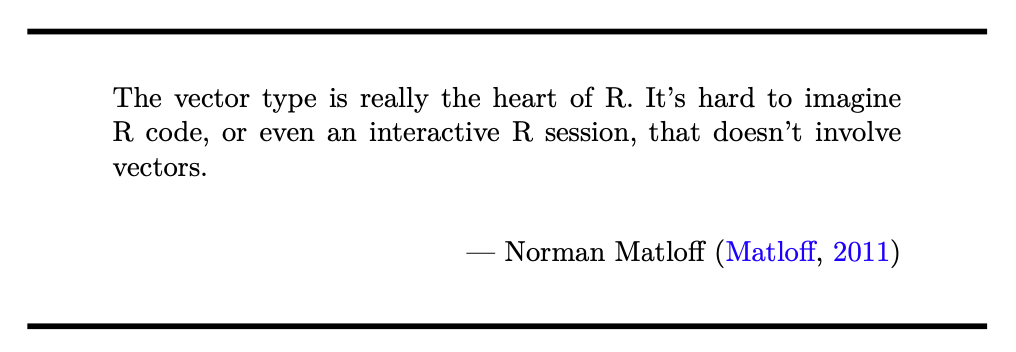 The vector type is really the heart of R. It's hard to imagine
R code, or even an interactive R session, that doesn't involve
vectors.
— Norman Matloff (Matloff, 2011)